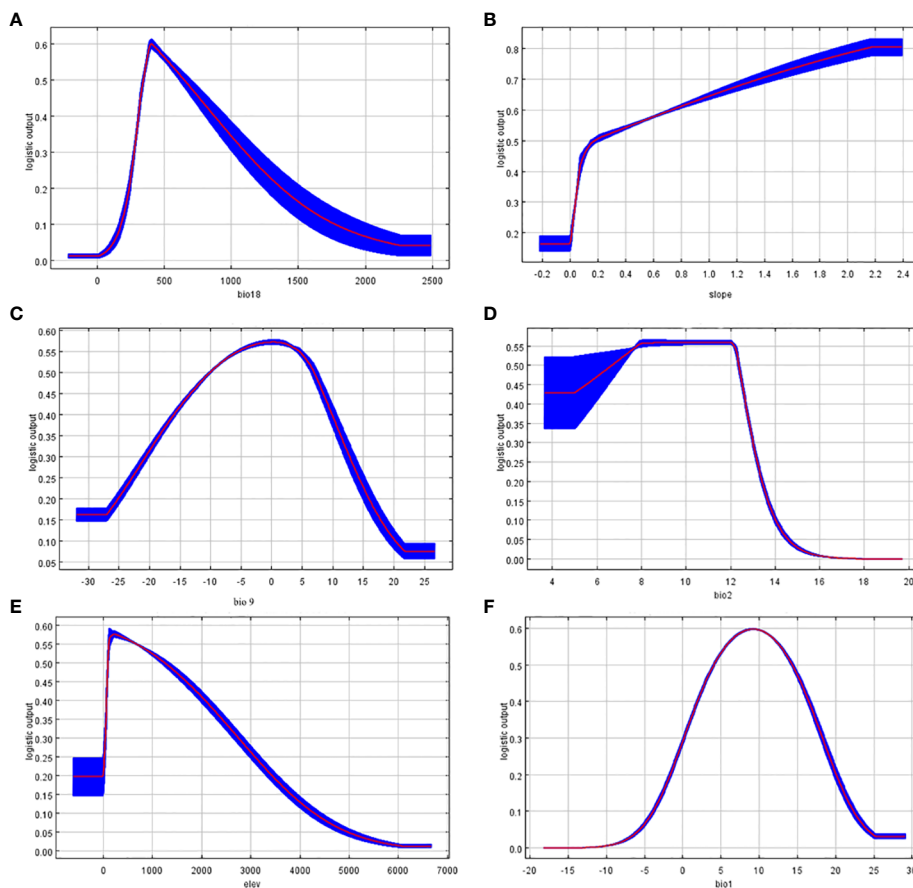 A
logistic output
0.6
0.5
0.4
0.3
0.2
0.1
0.0
0 500 1000 1500 2000 2500
bio18
B
logistic output
0.8
0.7
0.6
0.5
0.4
0.3
0.2
-0.2 0.0 0.2 0.4 0.6 0.8 1.0 1.2 1.4 1.6 1.8 2.0 2.2 2.4
slope
C
logistic output
0.60
0.55
0.50
0.45
0.40
0.35
0.30
0.25
0.20
0.15
0.10
0.05
-30 -25 -20 -15 -10 -5 0 5 10 15 20 25
bio 9
D
logistic output
0.55
0.50
0.45
0.40
0.35
0.30
0.25
0.20
0.15
0.10
0.05
0.00
4 6 8 10 12 14 16 18 20
bio2
E
logistic output
0.60
0.55
0.50
0.45
0.40
0.35
0.30
0.25
0.20
0.15
0.10
0.05
0.00
0 1000 2000 3000 4000 5000 6000 7000
elev
F
logistic output
0.6
0.5
0.4
0.3
0.2
0.1
0.0
-20 -15 -10 -5 0 5 10 15 20 25 30
bio1